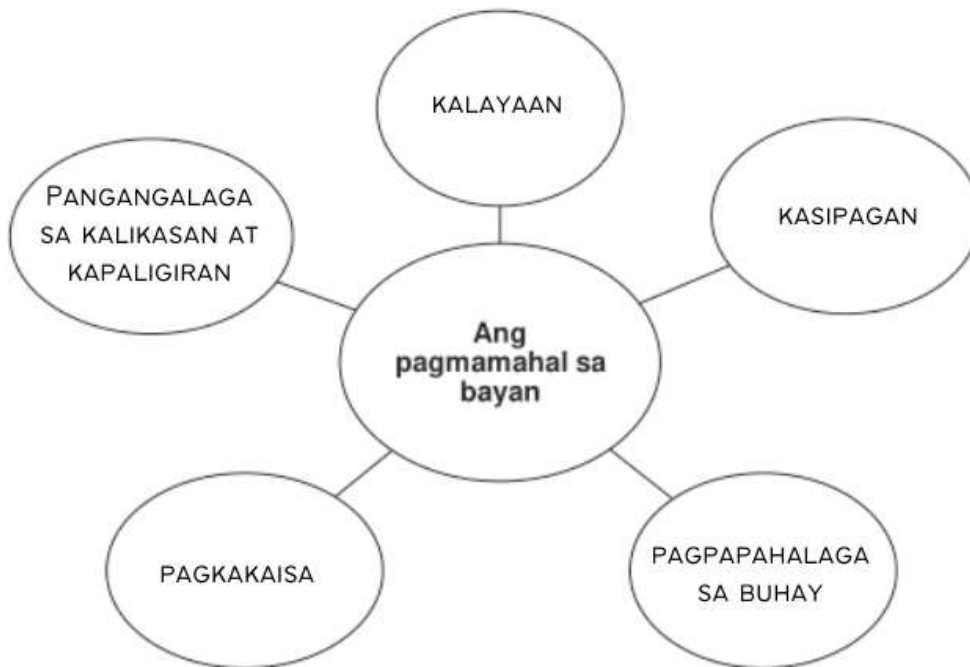 KALAYAAN
PANGANGALAGA
SA KALIKASAN AT
KAPALIGIRAN
KASIPAGAN
Ang
pagmamahal sa
bayan
PAGKAKAISA
PAGPAPAHALAGA
SA BUHAY